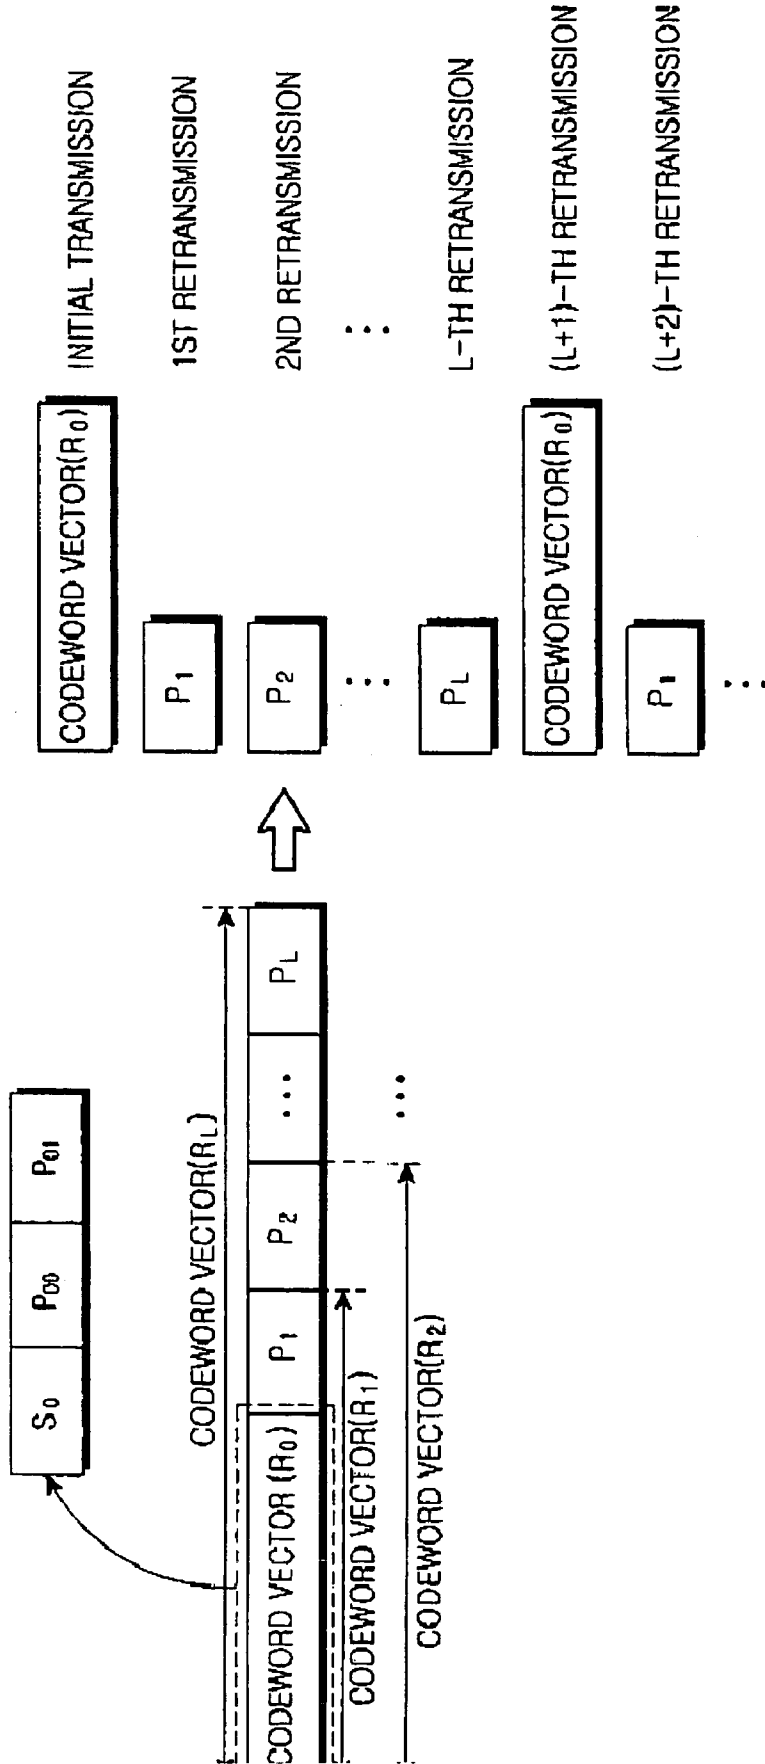 S0 P00 P01
CODEWORD VECTOR(RL)
CODEWORD VECTOR (R0) P1 P2 ... PL
CODEWORD VECTOR(R1)
...
CODEWORD VECTOR(R2)
CODEWORD VECTOR(R0) INITIAL TRANSMISSION
P1 1ST RETRANSMISSION
P2 2ND RETRANSMISSION
... ...
PL L-TH RETRANSMISSION
CODEWORD VECTOR(R0) (L+1)-TH RETRANSMISSION
P1 (L+2)-TH RETRANSMISSION
...